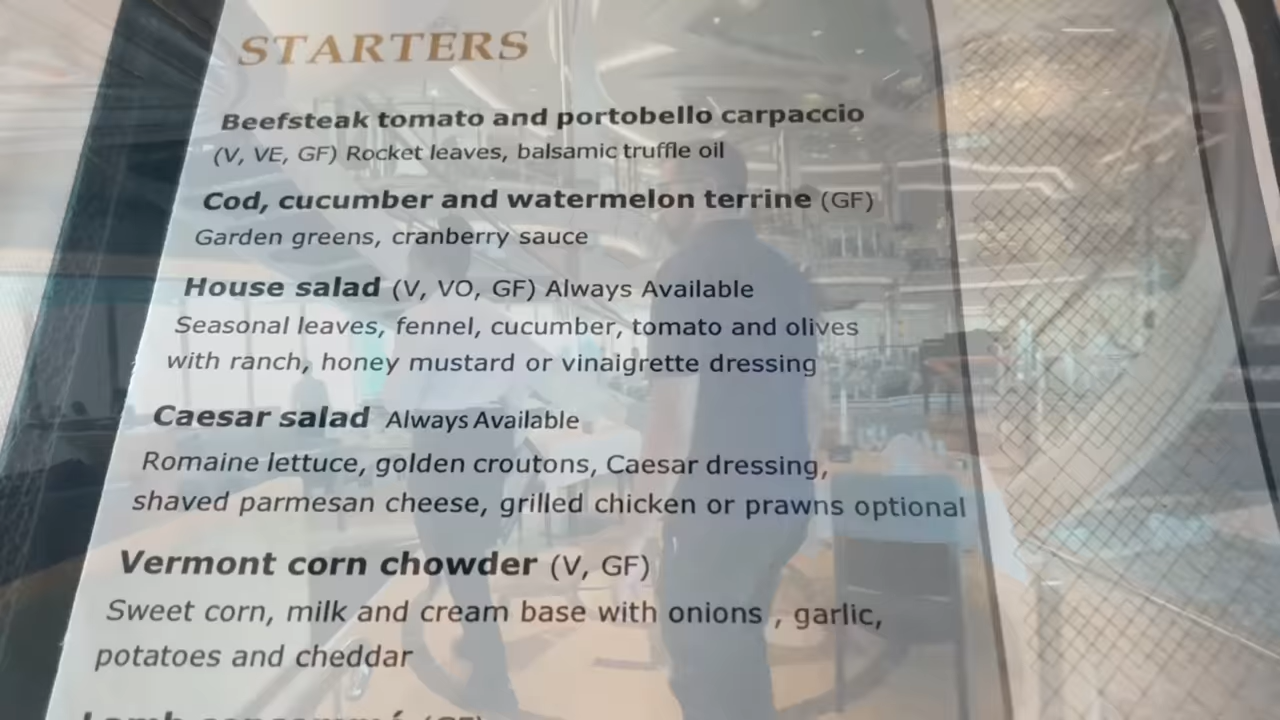 STARTERS
Beefsteak tomato and portobello carpaccio
(V, VE, GF) Rocket leaves, balsamic truffle oil
Cod, cucumber and watermelon terrine (GF)
Garden greens, cranberry sauce
House salad (V, VO, GF) Always Available
Seasonal leaves, fennel, cucumber, tomato and olives
with ranch, honey mustard or vinaigrette dressing
Caesar salad Always Available
Romaine lettuce, golden croutons, Caesar dressing,
shaved parmesan cheese, grilled chicken or prawns optional
Vermont corn chowder (V, GF)
Sweet corn, milk and cream base with onions , garlic,
potatoes and cheddar
Lamb consommé (GF)